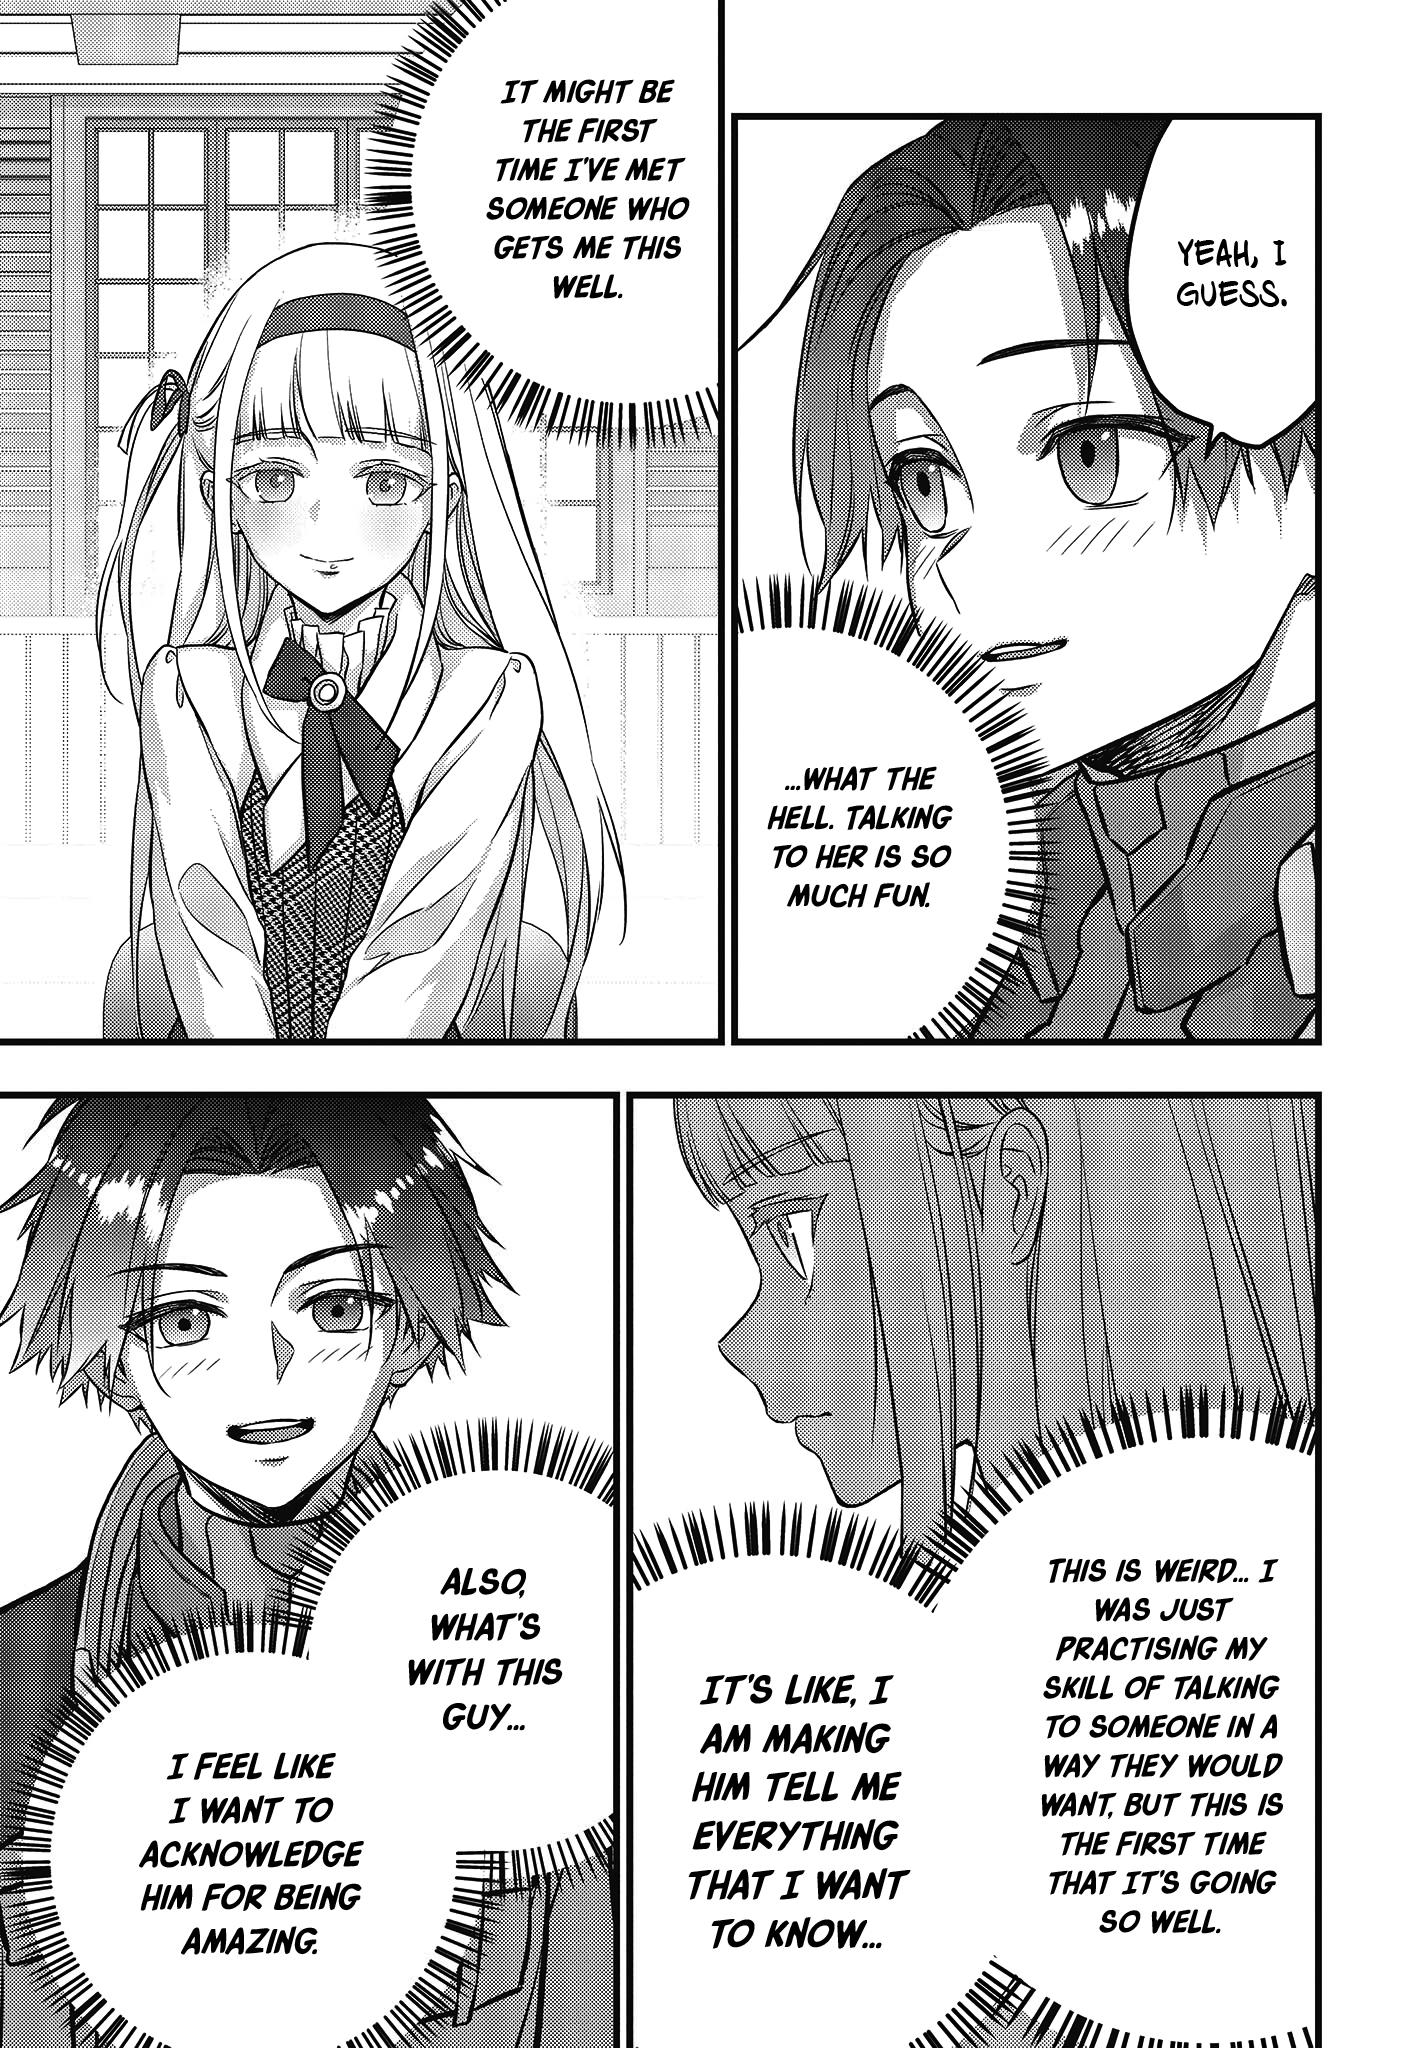 YEAH, I
GUESS.
...WHAT THE
HELL. TALKING
TO HER IS SO
MUCH FUN.
IT MIGHT BE
THE FIRST
TIME I'VE MET
SOMEONE WHO
GETS ME THIS
WELL.
THIS IS WEIRD... I
WAS JUST
PRACTISING MY
SKILL OF TALKING
TO SOMEONE IN A
WAY THEY WOULD
WANT, BUT THIS IS
THE FIRST TIME
THAT IT'S GOING
SO WELL.
IT'S LIKE, I
AM MAKING
HIM TELL ME
EVERYTHING
THAT I WANT
TO KNOW...
ALSO,
WHAT'S
WITH THIS
GUY...
I FEEL LIKE
I WANT TO
ACKNOWLEDGE
HIM FOR BEING
AMAZING.